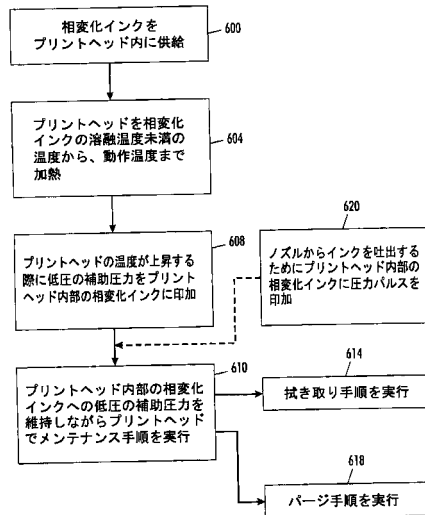 相変化インクを
プリントヘッド内に供給
600
プリントヘッドを相変化
インクの溶融温度未満の
温度から、動作温度まで
加熱
604
プリントヘッドの温度が上昇する
際に低圧の補助圧力をプリント
ヘッド内部の相変化インクに印加
608
620
ノズルからインクを吐出する
ためにプリントヘッド内部の
相変化インクに圧力パルスを
印加
610
プリントヘッド内部の相変化
インクへの低圧の補助圧力を
維持しながらプリントヘッド
でメンテナンス手順を実行
614
拭き取り手順を実行
618
パージ手順を実行